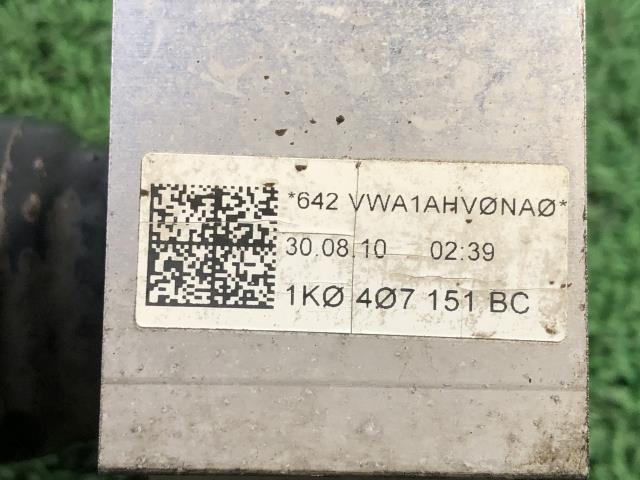 *642 VWA1AHVØNAØ*
30.08.10 02:39
1KØ 4Ø7 151 BC